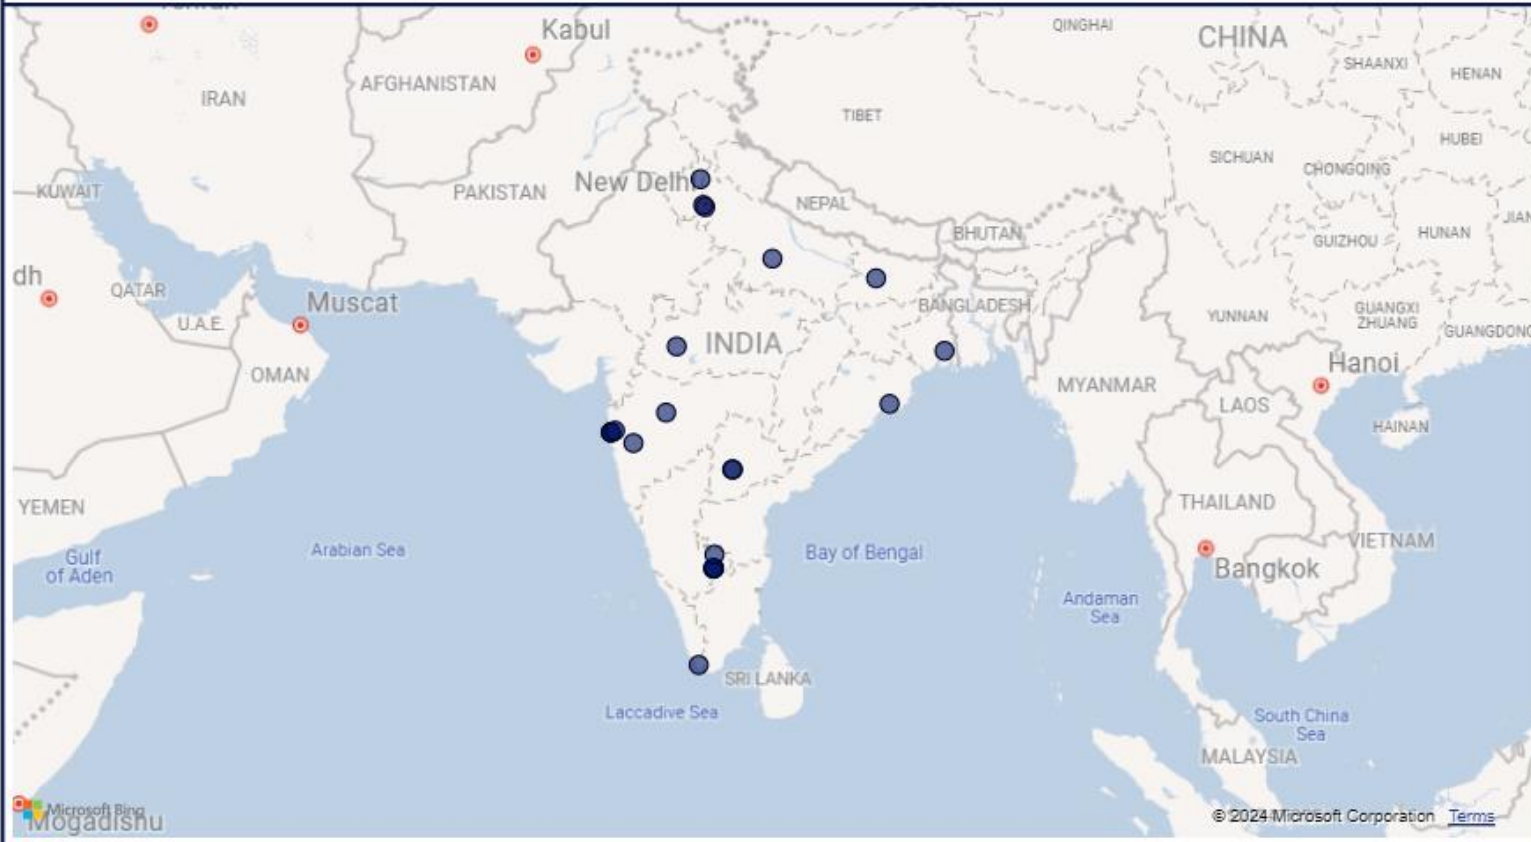 Kabul
QINGHAI
CHINA
SHAANXI
HENAN
AFGHANISTAN
IRAN
TIBET
HUBEI
SICHUAN
CHONGQING
New Delhi
KUWAIT
PAKISTAN
NEPAL
HUNAN
BHUTAN
GUIZHOU
dh
QATAR
Muscat
BANGLADESH
U.A.E.
YUNNAN
GUANGXI
ZHUANG
GUANGDONG
INDIA
Hanoi
OMAN
MYANMAR
LAOS
HAINAN
YEMEN
THAILAND
VIETNAM
Gulf
of Aden
Arabian Sea
Bay of Bengal
Bangkok
Andaman
Sea
SRI LANKA
Laccadive Sea
South China
Sea
MALAYSIA
Microsoft Bing
Mogadishu
© 2024 Microsoft Corporation Terms